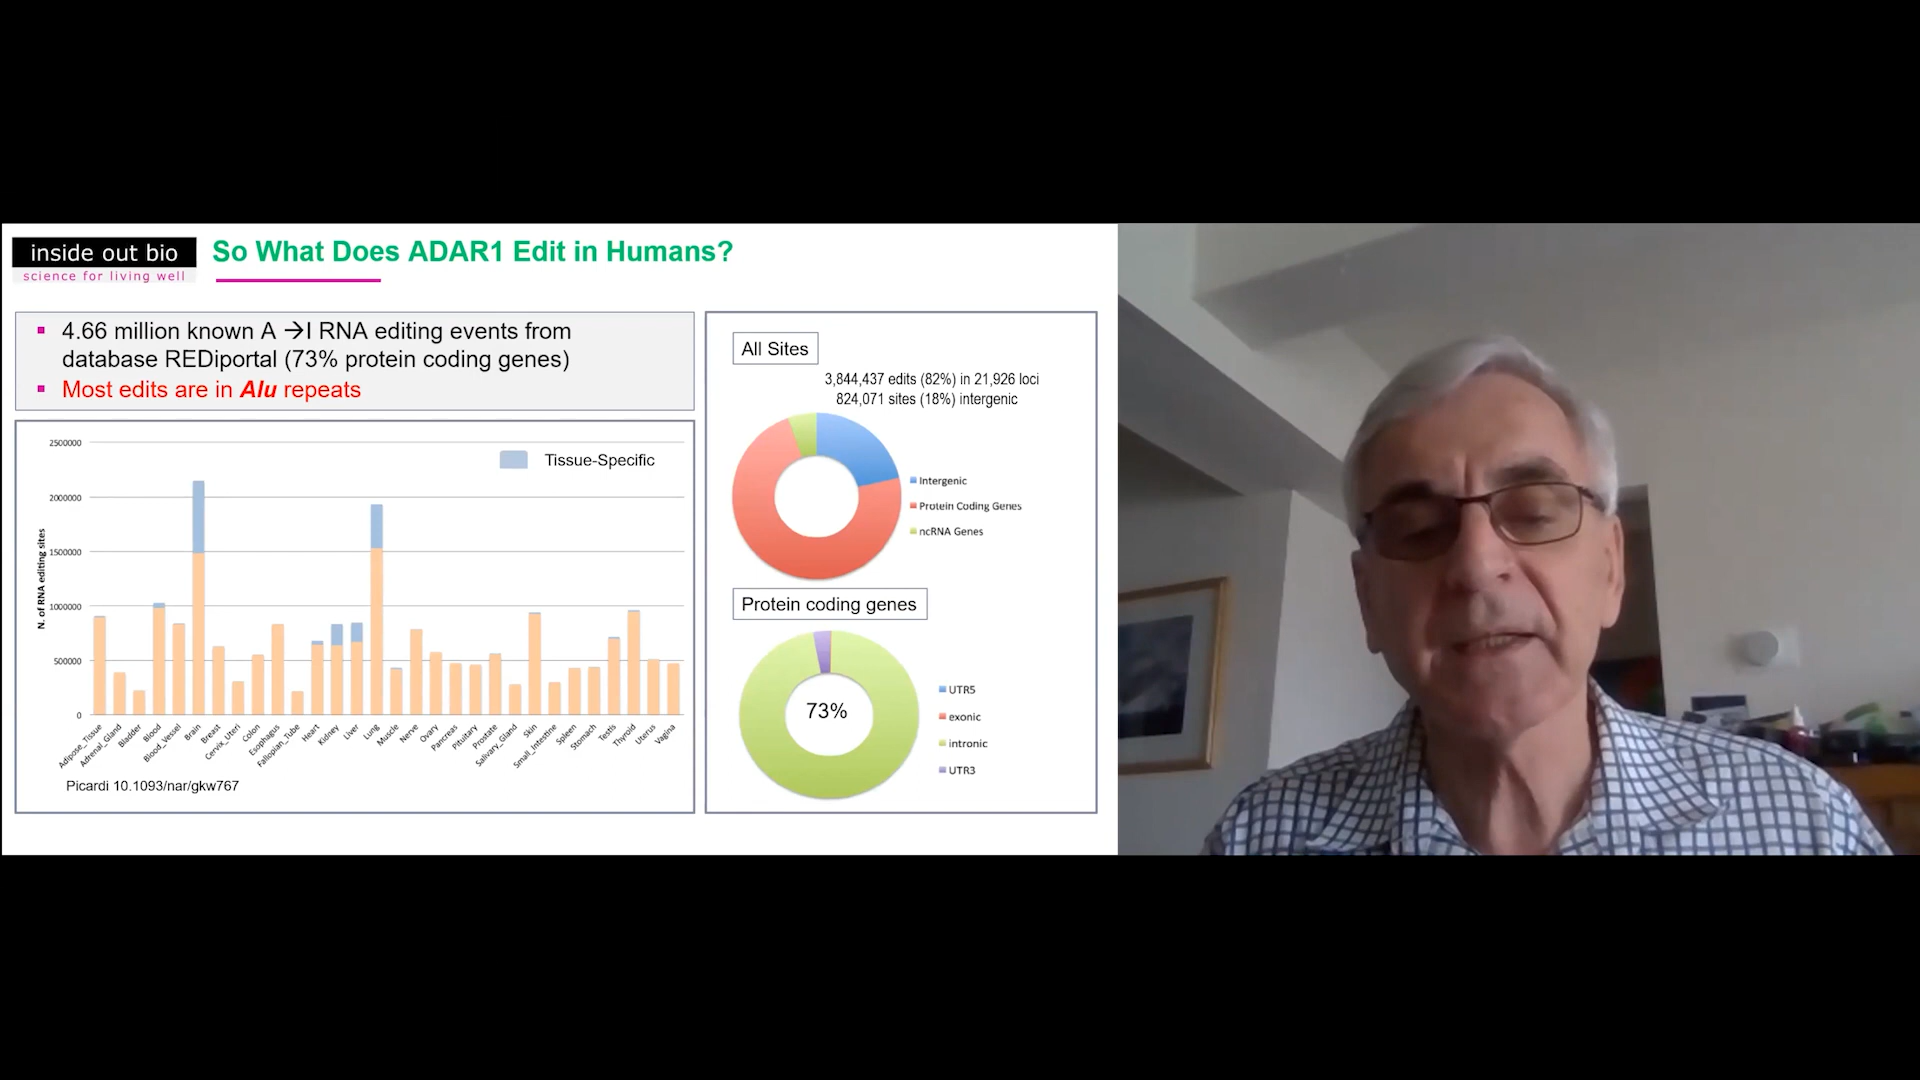 inside out bio
science for living well
So What Does ADAR1 Edit in Humans?
▪ 4.66 million known A →I RNA editing events from
database REDiportal (73% protein coding genes)
▪ Most edits are in Alu repeats
2500000
2000000
1500000
1000000
500000
0
N. of RNA editing sites
Tissue-Specific
Adipose_Tissue
Adrenal_Gland
Bladder
Blood
Blood_Vessel
Brain
Breast
Cervix_Uteri
Colon
Esophagus
Fallopian_Tube
Heart
Kidney
Liver
Lung
Muscle
Nerve
Ovary
Pancreas
Pituitary
Prostate
Salivary_Gland
Skin
Small_Intestine
Spleen
Stomach
Testis
Thyroid
Uterus
Vagina
Picardi 10.1093/nar/gkw767
All Sites
3,844,437 edits (82%) in 21,926 loci
824,071 sites (18%) intergenic
Intergenic
Protein Coding Genes
ncRNA Genes
Protein coding genes
73%
UTR5
exonic
intronic
UTR3